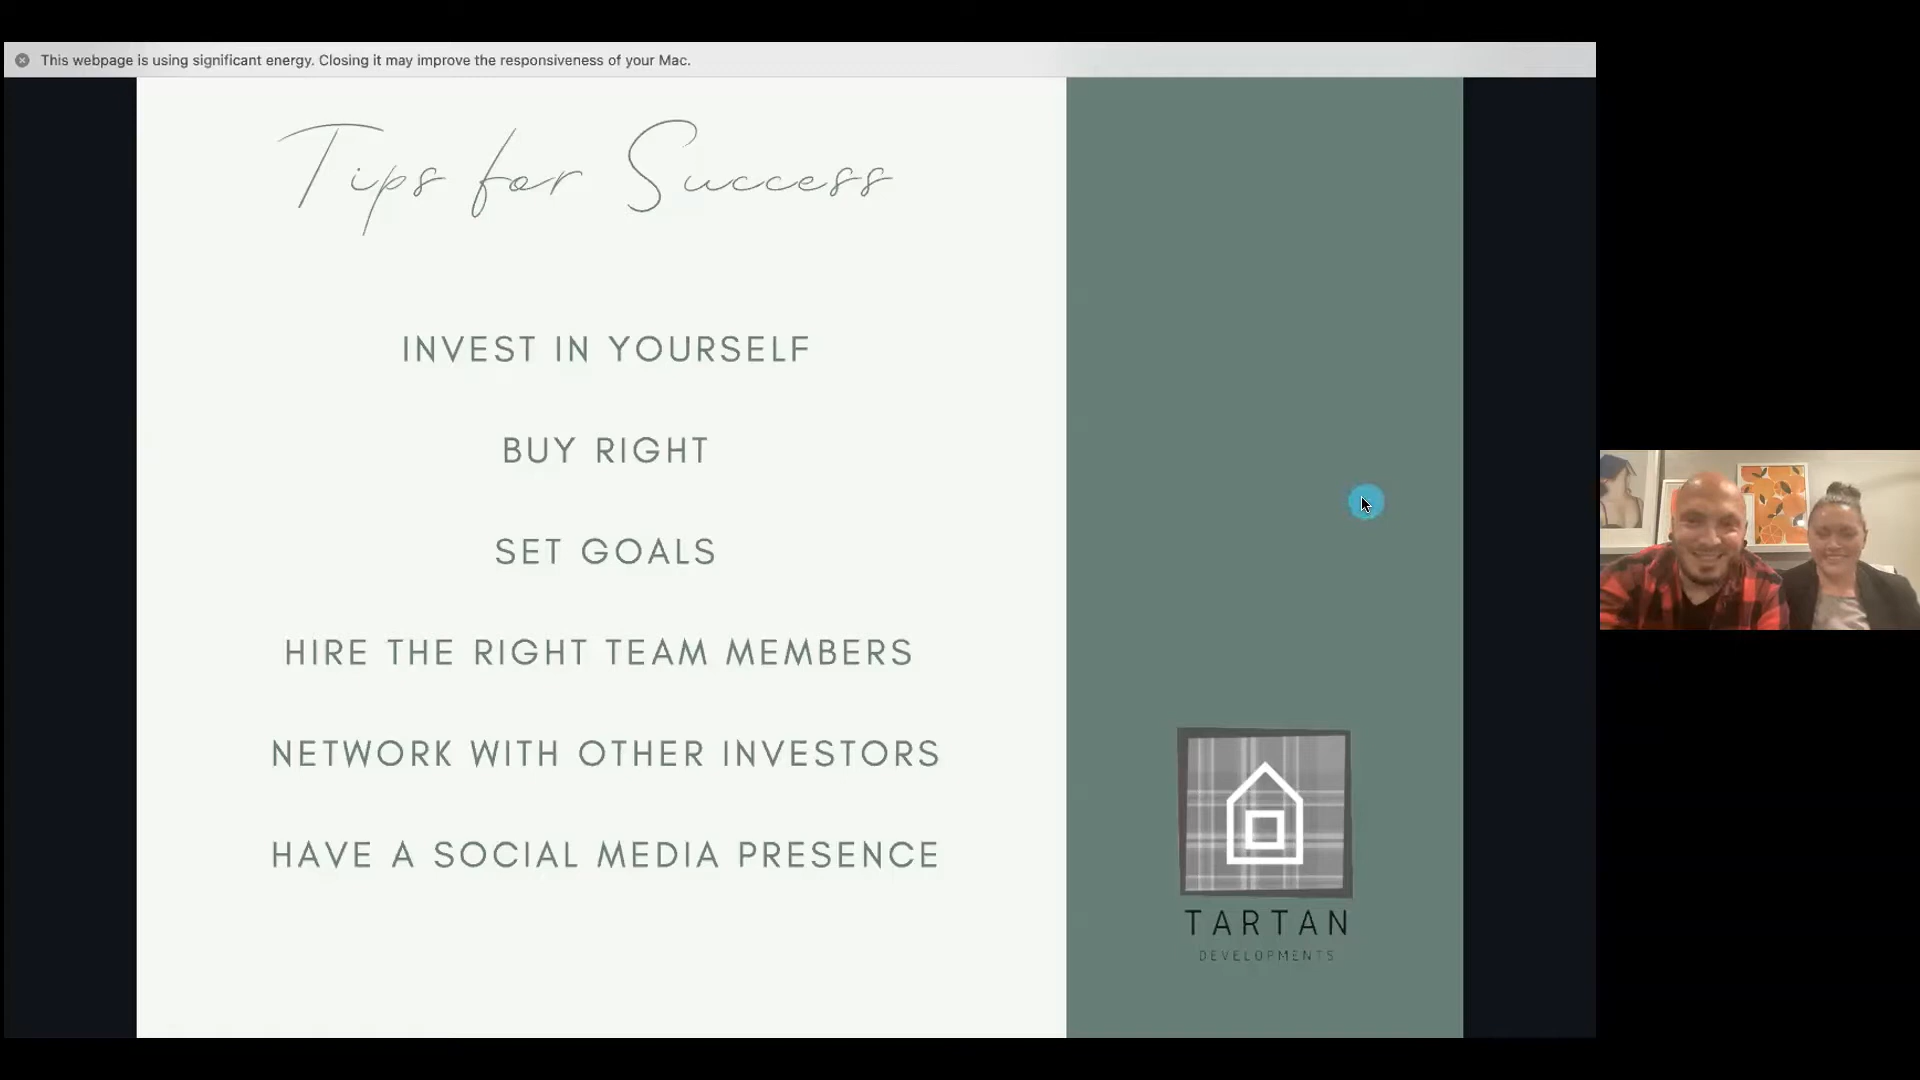 This webpage is using significant energy. Closing it may improve the responsiveness of your Mac.
Tips for Success
INVEST IN YOURSELF
BUY RIGHT
SET GOALS
HIRE THE RIGHT TEAM MEMBERS
NETWORK WITH OTHER INVESTORS
HAVE A SOCIAL MEDIA PRESENCE
TARTAN
DEVELOPMENTS